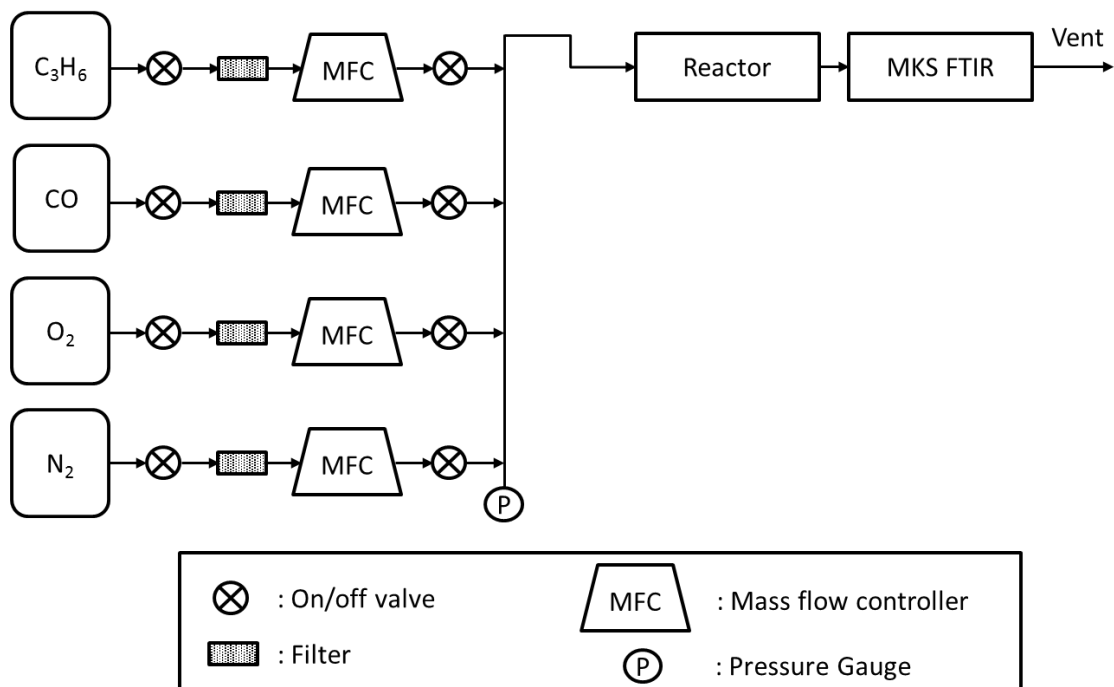 Vent
C₃H₆ MFC Reactor MKS FTIR
CO MFC
O₂ MFC
N₂ MFC
P
: On/off valve MFC : Mass flow controller
: Filter P : Pressure Gauge